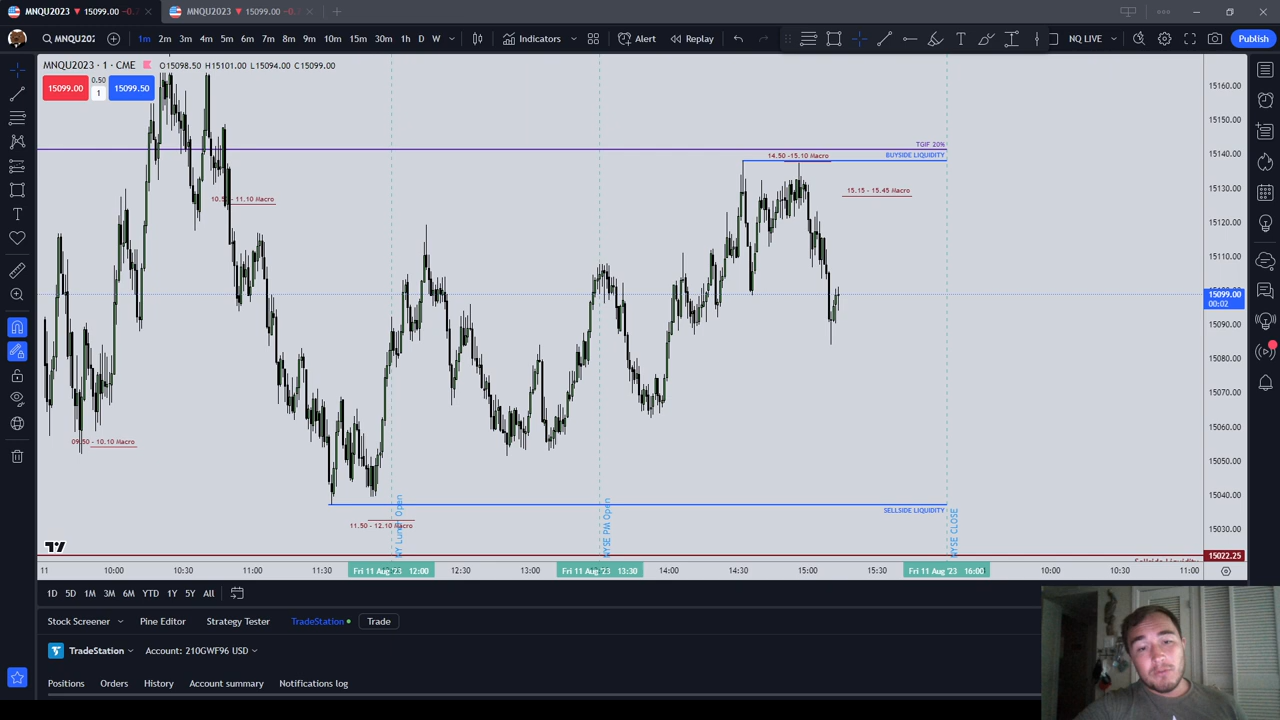 MNQU2023 ▼ 15099.00 -0.7
MNQU2023 ▼ 15099.00 -0.7
MNQU202 1m 2m 3m 4m 5m 6m 7m 8m 9m 10m 15m 30m 1h D W Indicators Alert Replay NQ LIVE Publish
MNQU2023 · 1 · CME O15098.50 H15101.00 L15094.00 C15099.00
15099.00 0.50 1 15099.50
15160.00
15150.00
TGIF 20%
14.50 -15.10 Macro BUYSIDE LIQUIDITY 15140.00
15.15 - 15.45 Macro 15130.00
11.10 Macro
15120.00
15110.00
15099.00
00:02
15090.00
15080.00
15070.00
15060.00
09.50 - 10.10 Macro
15050.00
15040.00
SELLSIDE LIQUIDITY
11.50 - 12.10 Macro
NYSE PM Open
NYSE CLOSE
15030.00
15022.25
11 10:00 10:30 11:00 11:30 Fri 11 Aug '23 12:00 12:30 13:00 Fri 11 Aug '23 13:30 14:00 14:30 15:00 15:30 Fri 11 Aug '23 16:00 10:00 10:30 11:00
1D 5D 1M 3M 6M YTD 1Y 5Y All
Stock Screener Pine Editor Strategy Tester TradeStation Trade
TradeStation Account: 210GWF96 USD
Positions Orders History Account summary Notifications log